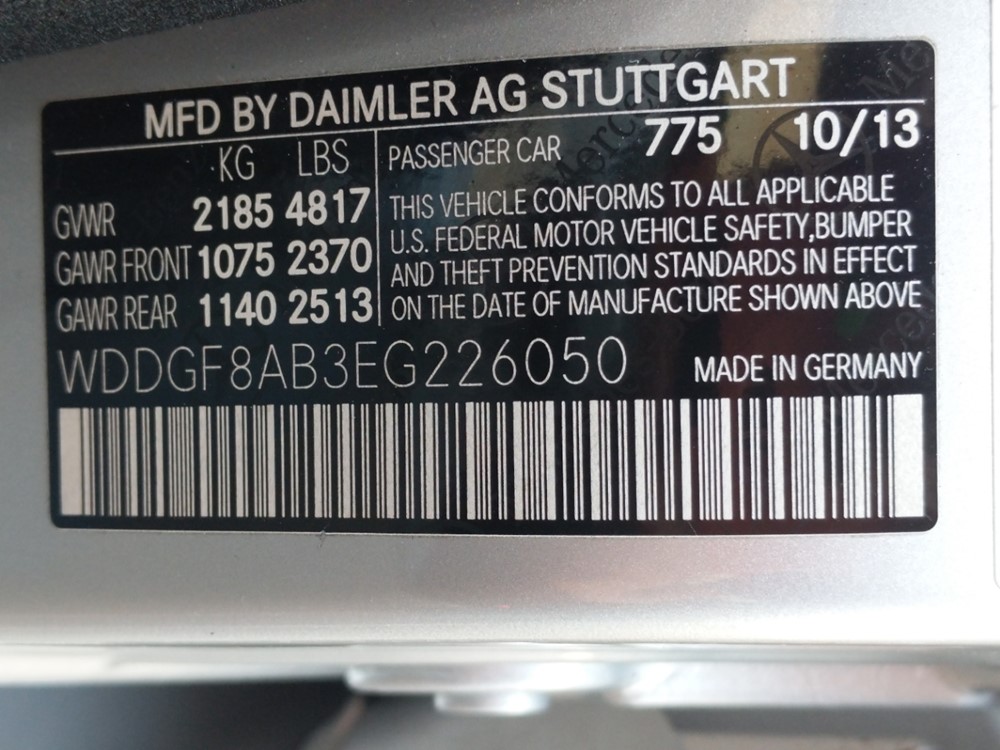 MFD BY DAIMLER AG STUTTGART
KG LBS
GVWR 2185 4817
GAWR FRONT 1075 2370
GAWR REAR 1140 2513
PASSENGER CAR 775 10/13
THIS VEHICLE CONFORMS TO ALL APPLICABLE
U.S. FEDERAL MOTOR VEHICLE SAFETY,BUMPER
AND THEFT PREVENTION STANDARDS IN EFFECT
ON THE DATE OF MANUFACTURE SHOWN ABOVE
WDDGF8AB3EG226050 MADE IN GERMANY